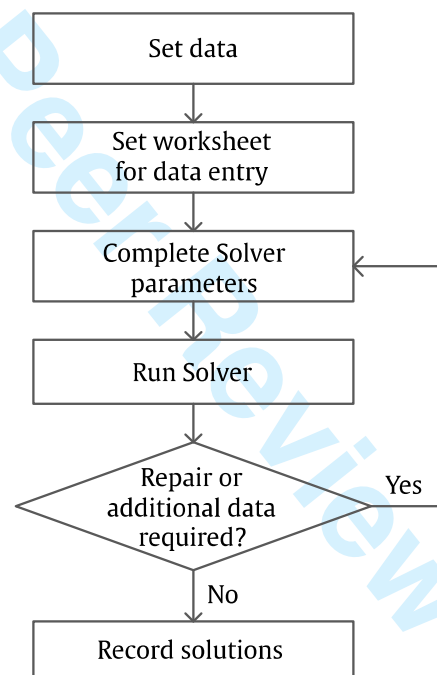 Set data
Set worksheet
for data entry
Complete Solver
parameters
Run Solver
Repair or
additional data
required?
Yes
No
Record solutions
Peer Review